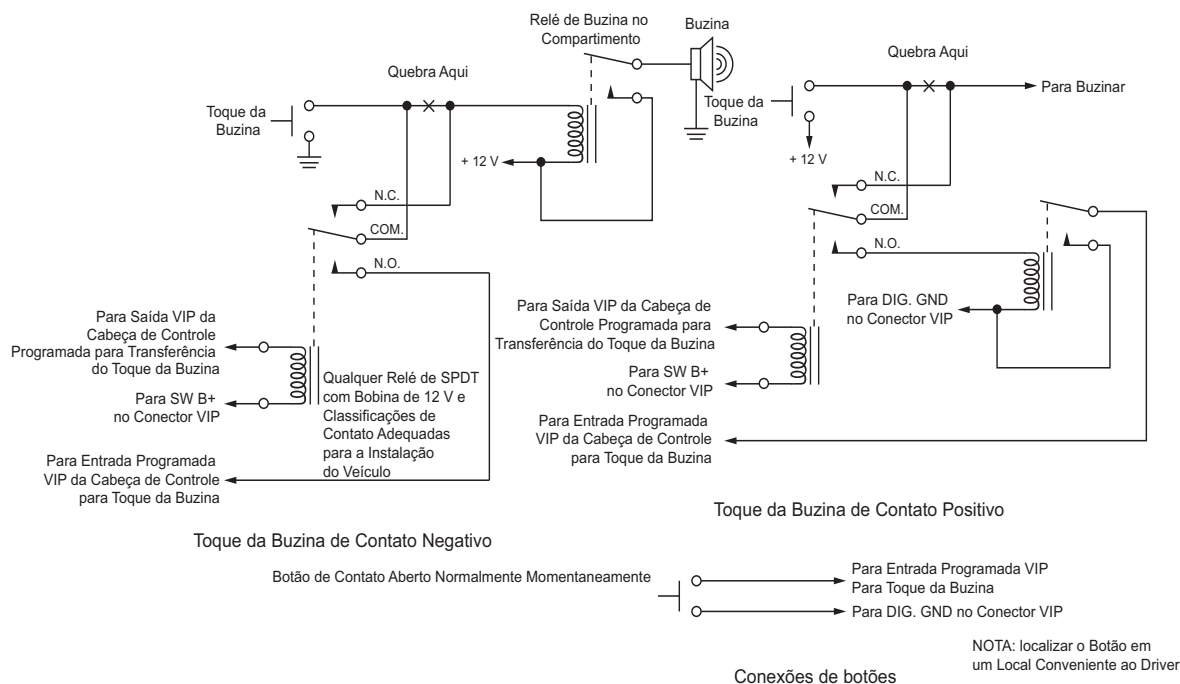 Relé de Buzina no
Compartimento
Buzina
Quebra Aqui
Toque da
Buzina
+ 12 V
N.C.
COM.
N.O.
Para Saída VIP da
Cabeça de Controle
Programada para Transferência
do Toque da Buzina
Para SW B+
no Conector VIP
Qualquer Relé de SPDT
com Bobina de 12 V e
Classificações de
Contato Adequadas
para a Instalação
do Veículo
Para Entrada Programada
VIP da Cabeça de Controle
para Toque da Buzina
Toque da Buzina de Contato Negativo
Quebra Aqui
Para Buzinar
Toque da
Buzina
+ 12 V
N.C.
COM.
N.O.
Para DIG. GND
no Conector VIP
Para Saída VIP da Cabeça de
Controle Programada para
Transferência do Toque da Buzina
Para SW B+
no Conector VIP
Para Entrada Programada
VIP da Cabeça de Controle
para Toque da Buzina
Toque da Buzina de Contato Positivo
Botão de Contato Aberto Normalmente Momentaneamente
Para Entrada Programada VIP
Para Toque da Buzina
Para DIG. GND no Conector VIP
NOTA: localizar o Botão em
um Local Conveniente ao Driver
Conexões de botões